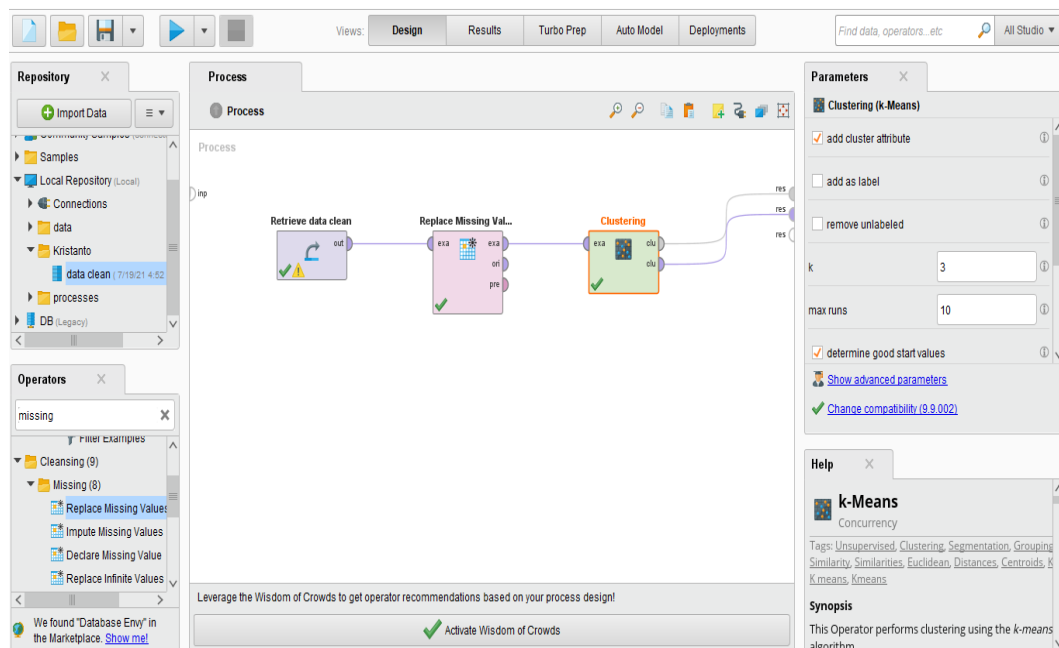 Views:
Design
Results
Turbo Prep
Auto Model
Deployments
Find data, operators...etc
All Studio
Repository
Import Data
Community Samples
Samples
Local Repository (Local)
Connections
data
Kristanto
data clean ( 7/19/21 4:52
processes
DB (Legacy)
Operators
missing
Filter Examples
Cleansing (9)
Missing (8)
Replace Missing Values
Impute Missing Values
Declare Missing Value
Replace Infinite Values
We found "Database Envy" in
the Marketplace. Show me!
Process
Process
Process
inp
Retrieve data clean
out
Replace Missing Val...
exa
exa
ori
pre
Clustering
exa
clu
clu
res
res
res
Leverage the Wisdom of Crowds to get operator recommendations based on your process design!
Activate Wisdom of Crowds
Parameters
Clustering (k-Means)
add cluster attribute
add as label
remove unlabeled
k
3
max runs
10
determine good start values
Show advanced parameters
Change compatibility (9.9.002)
Help
k-Means
Concurrency
Tags: Unsupervised, Clustering, Segmentation, Grouping
Similarity, Similarities, Euclidean, Distances, Centroids, K
K means, Kmeans
Synopsis
This Operator performs clustering using the k-means
algorithm